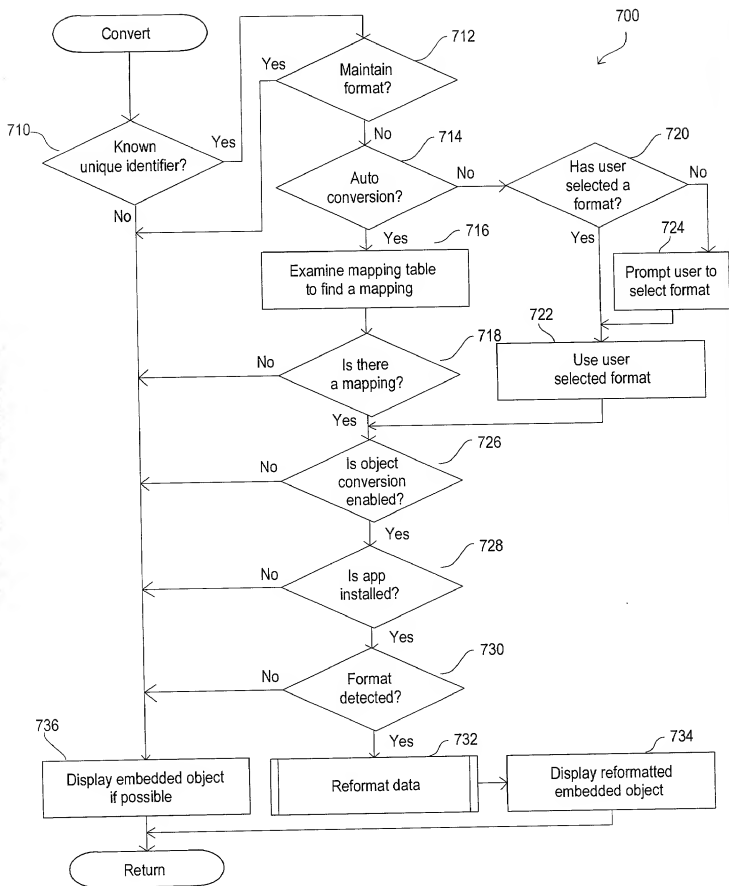 Convert
712
700
Yes
Maintain
format?
710
Known
unique identifier?
Yes
No
714
720
Auto
conversion?
No
Has user
selected a
format?
No
No
Yes
716
Yes
724
Examine mapping table
to find a mapping
Prompt user to
select format
722
718
No
Is there
a mapping?
Use user
selected format
Yes
726
No
Is object
conversion
enabled?
Yes
728
No
Is app
installed?
Yes
730
No
Format
detected?
736
Yes
732
734
Display embedded object
if possible
Reformat data
Display reformatted
embedded object
Return